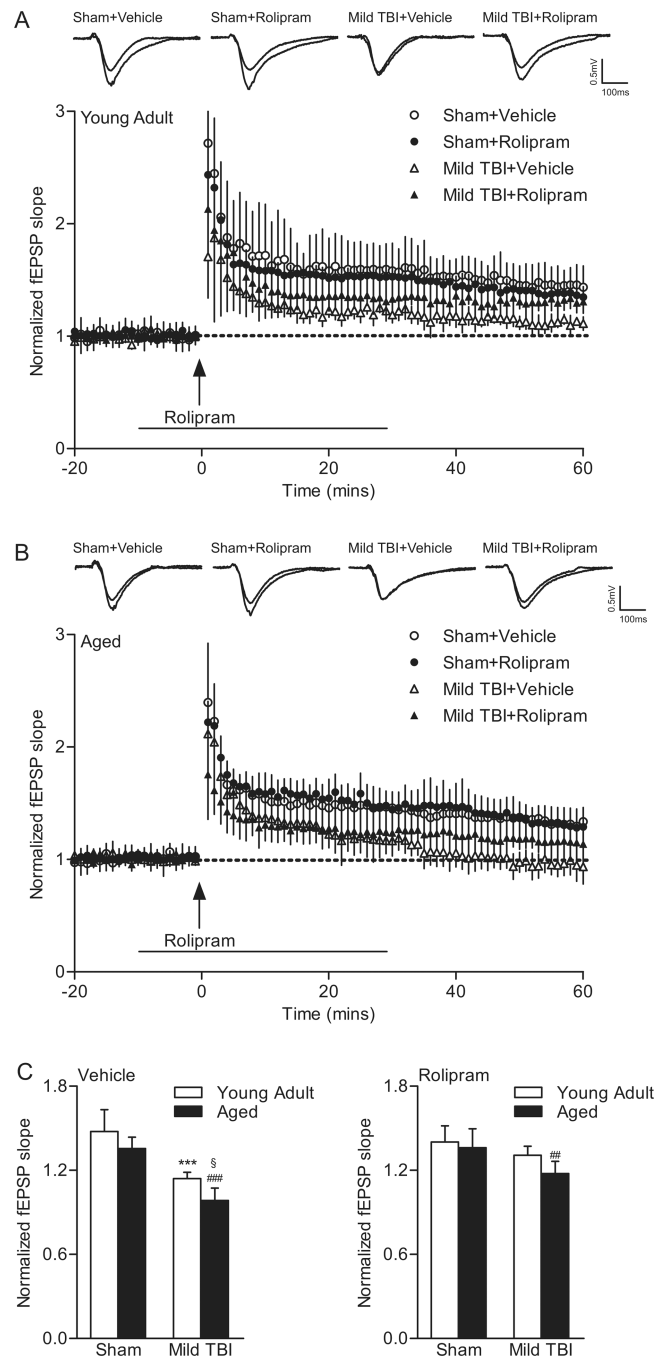 A
Sham+Vehicle Sham+Rolipram Mild TBI+Vehicle Mild TBI+Rolipram
0.5mV
100ms
Young Adult
Sham+Vehicle
Sham+Rolipram
Mild TBI+Vehicle
Mild TBI+Rolipram
Normalized fEPSP slope
3
2
1
0
Rolipram
-20 0 20 40 60
Time (mins)
B
Sham+Vehicle Sham+Rolipram Mild TBI+Vehicle Mild TBI+Rolipram
0.5mV
100ms
Aged
Sham+Vehicle
Sham+Rolipram
Mild TBI+Vehicle
Mild TBI+Rolipram
Normalized fEPSP slope
3
2
1
0
Rolipram
-20 0 20 40 60
Time (mins)
C
Vehicle
Young Adult
Aged
Normalized fEPSP slope
1.8
1.2
0.6
0.0
*** §
###
Sham Mild TBI
Rolipram
Young Adult
Aged
Normalized fEPSP slope
1.8
1.2
0.6
0.0
##
Sham Mild TBI